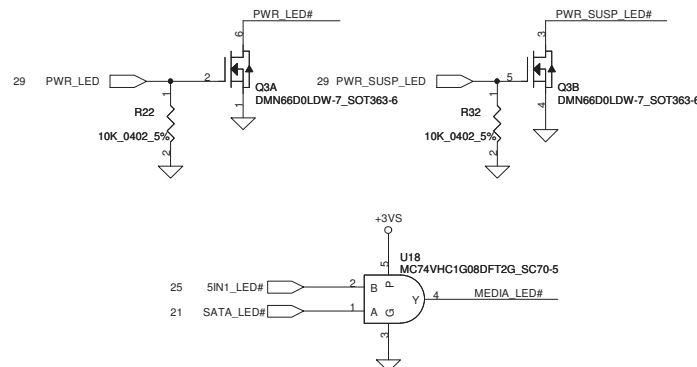 PWR_LED#
6
29 PWR_LED
2
Q3A
DMN66D0LDW-7_SOT363-6
1
1
R22
10K_0402_5%
2
PWR_SUSP_LED#
3
29 PWR_SUSP_LED
5
Q3B
DMN66D0LDW-7_SOT363-6
4
1
R32
10K_0402_5%
2
+3VS
U18
MC74VHC1G08DFT2G_SC70-5
5
25 5IN1_LED#
2
B
P
21 SATA_LED#
1
A
G
Y
4
MEDIA_LED#
3